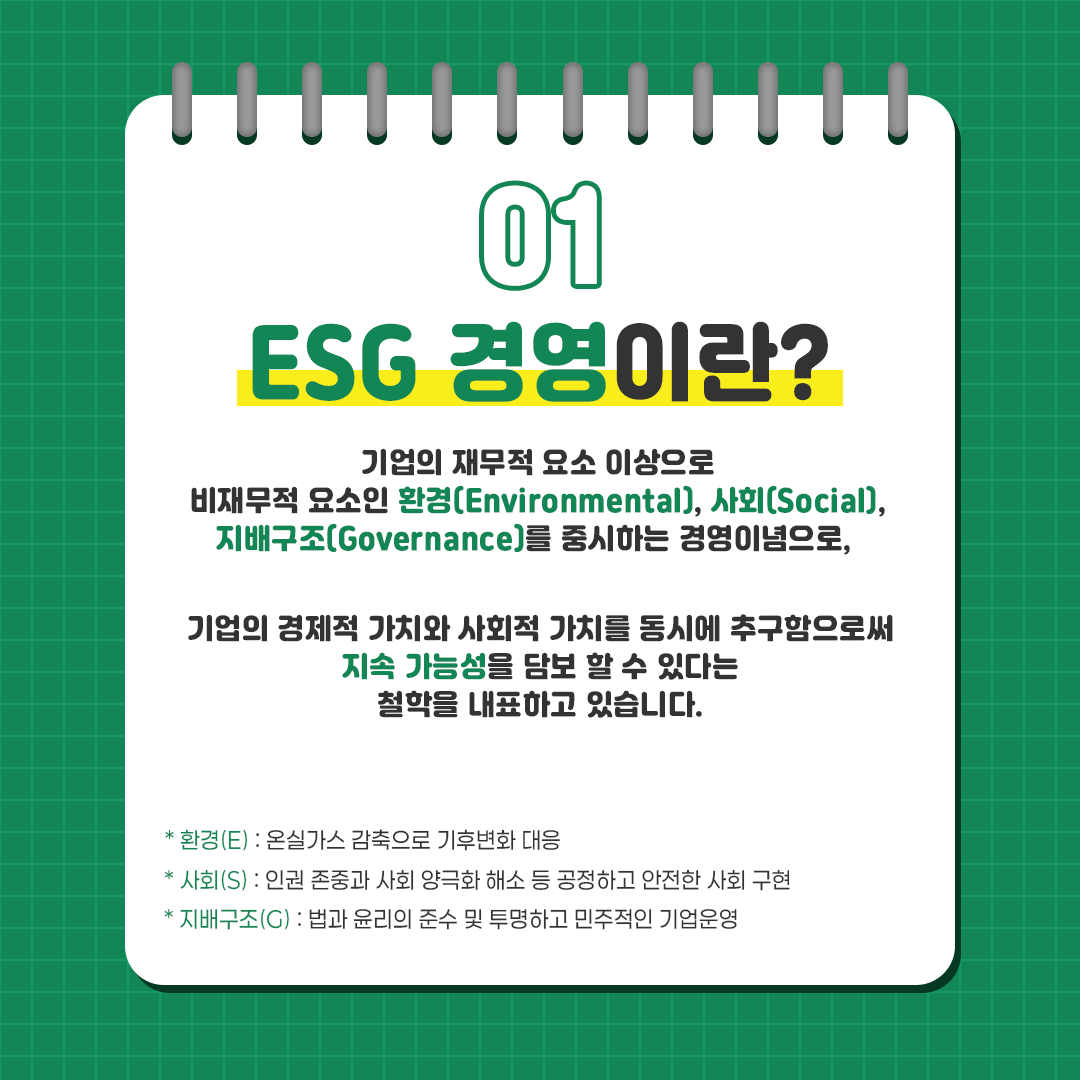 01
ESG 경영이란?
기업의 재무적 요소 이상으로
비재무적 요소인 환경(Environmental), 사회(Social),
지배구조(Governance)를 중시하는 경영이념으로,
기업의 경제적 가치와 사회적 가치를 동시에 추구함으로써
지속 가능성을 담보 할 수 있다는
철학을 내표하고 있습니다.
* 환경(E) : 온실가스 감축으로 기후변화 대응
* 사회(S) : 인권 존중과 사회 양극화 해소 등 공정하고 안전한 사회 구현
* 지배구조(G) : 법과 윤리의 준수 및 투명하고 민주적인 기업운영